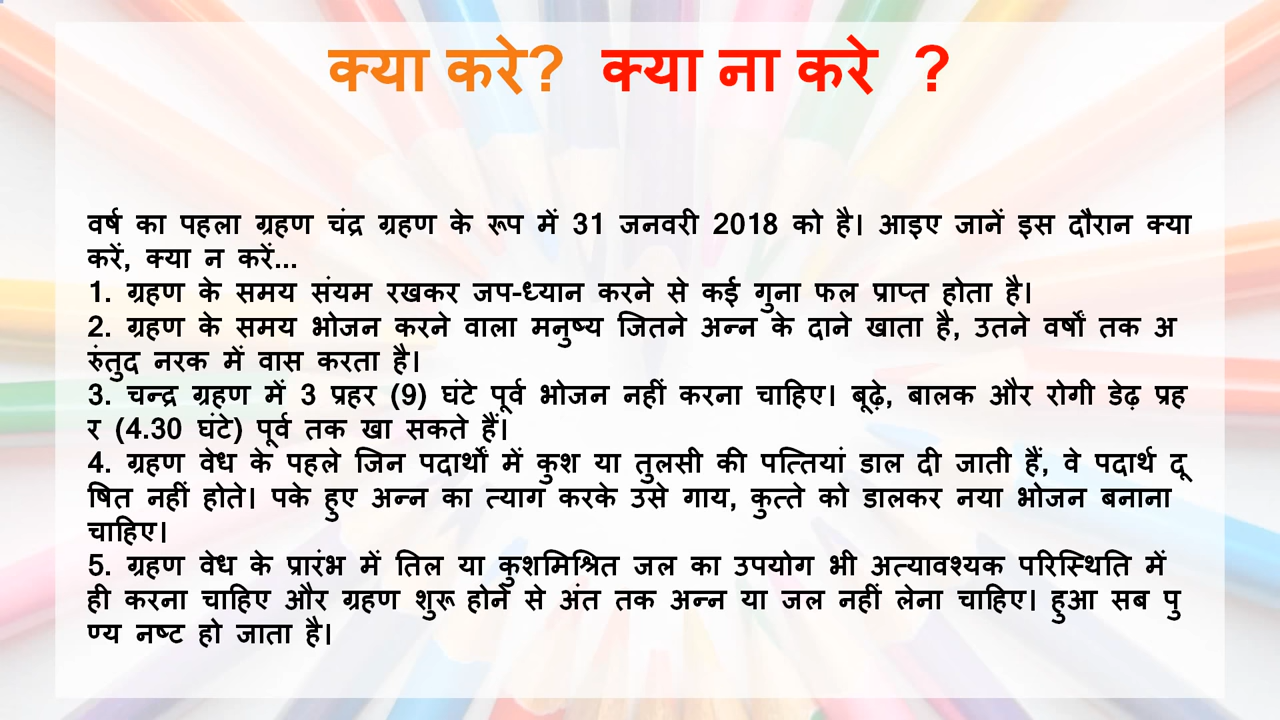 क्या करे? क्या ना करे ?
वर्ष का पहला ग्रहण चंद्र ग्रहण के रूप में 31 जनवरी 2018 को है। आइए जानें इस दौरान क्या
करें, क्या न करें...
1. ग्रहण के समय संयम रखकर जप-ध्यान करने से कई गुना फल प्राप्त होता है।
2. ग्रहण के समय भोजन करने वाला मनुष्य जितने अन्न के दाने खाता है, उतने वर्षों तक अ
रुंतुद नरक में वास करता है।
3. चन्द्र ग्रहण में 3 प्रहर (9) घंटे पूर्व भोजन नहीं करना चाहिए। बूढ़े, बालक और रोगी डेढ़ प्रह
र (4.30 घंटे) पूर्व तक खा सकते हैं।
4. ग्रहण वेध के पहले जिन पदार्थों में कुश या तुलसी की पत्तियां डाल दी जाती हैं, वे पदार्थ दू
षित नहीं होते। पके हुए अन्न का त्याग करके उसे गाय, कुत्ते को डालकर नया भोजन बनाना
चाहिए।
5. ग्रहण वेध के प्रारंभ में तिल या कुशमिश्रित जल का उपयोग भी अत्यावश्यक परिस्थिति में
ही करना चाहिए और ग्रहण शुरू होने से अंत तक अन्न या जल नहीं लेना चाहिए। हुआ सब पु
ण्य नष्ट हो जाता है।